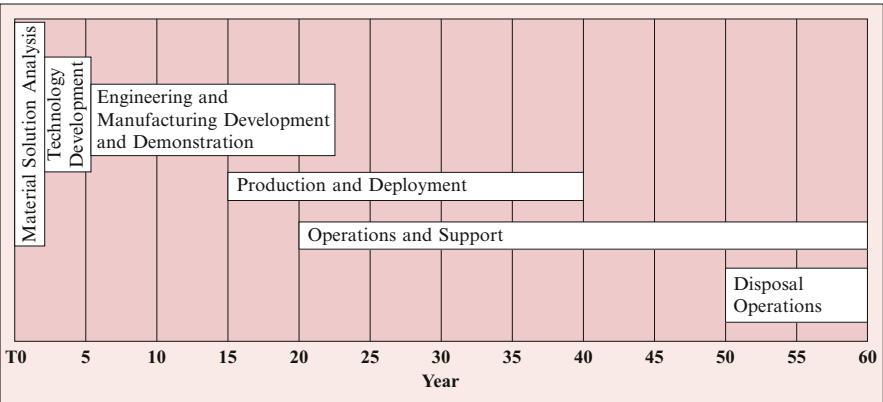 Material Solution Analysis
Technology
Development
Engineering and
Manufacturing Development
and Demonstration
Production and Deployment
Operations and Support
Disposal
Operations
T0 5 10 15 20 25 30 35 40 45 50 55 60
Year